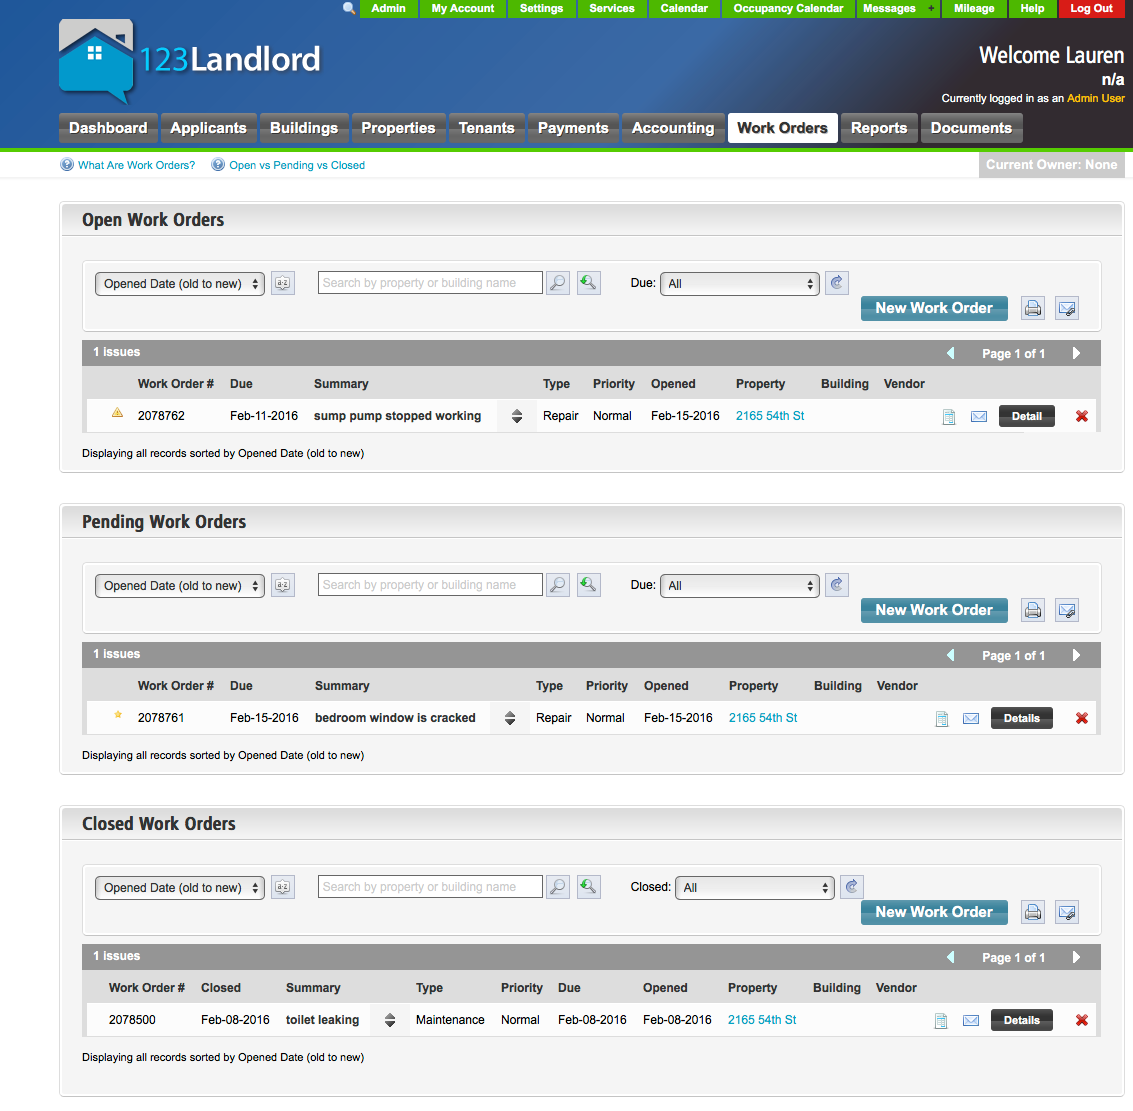 Admin My Account Settings Services Calendar Occupancy Calendar Messages + Mileage Help Log Out
123Landlord
Welcome Lauren
n/a
Currently logged in as an Admin User
Dashboard Applicants Buildings Properties Tenants Payments Accounting Work Orders Reports Documents
What Are Work Orders? Open vs Pending vs Closed
Current Owner: None
Open Work Orders
Opened Date (old to new) a-z Search by property or building name Due: All
New Work Order
1 issues Page 1 of 1
Work Order # Due Summary Type Priority Opened Property Building Vendor
2078762 Feb-11-2016 sump pump stopped working Repair Normal Feb-15-2016 2165 54th St Detail
Displaying all records sorted by Opened Date (old to new)
Pending Work Orders
Opened Date (old to new) a-z Search by property or building name Due: All
New Work Order
1 issues Page 1 of 1
Work Order # Due Summary Type Priority Opened Property Building Vendor
2078761 Feb-15-2016 bedroom window is cracked Repair Normal Feb-15-2016 2165 54th St Details
Displaying all records sorted by Opened Date (old to new)
Closed Work Orders
Opened Date (old to new) a-z Search by property or building name Closed: All
New Work Order
1 issues Page 1 of 1
Work Order # Closed Summary Type Priority Due Opened Property Building Vendor
2078500 Feb-08-2016 toilet leaking Maintenance Normal Feb-08-2016 Feb-08-2016 2165 54th St Details
Displaying all records sorted by Opened Date (old to new)